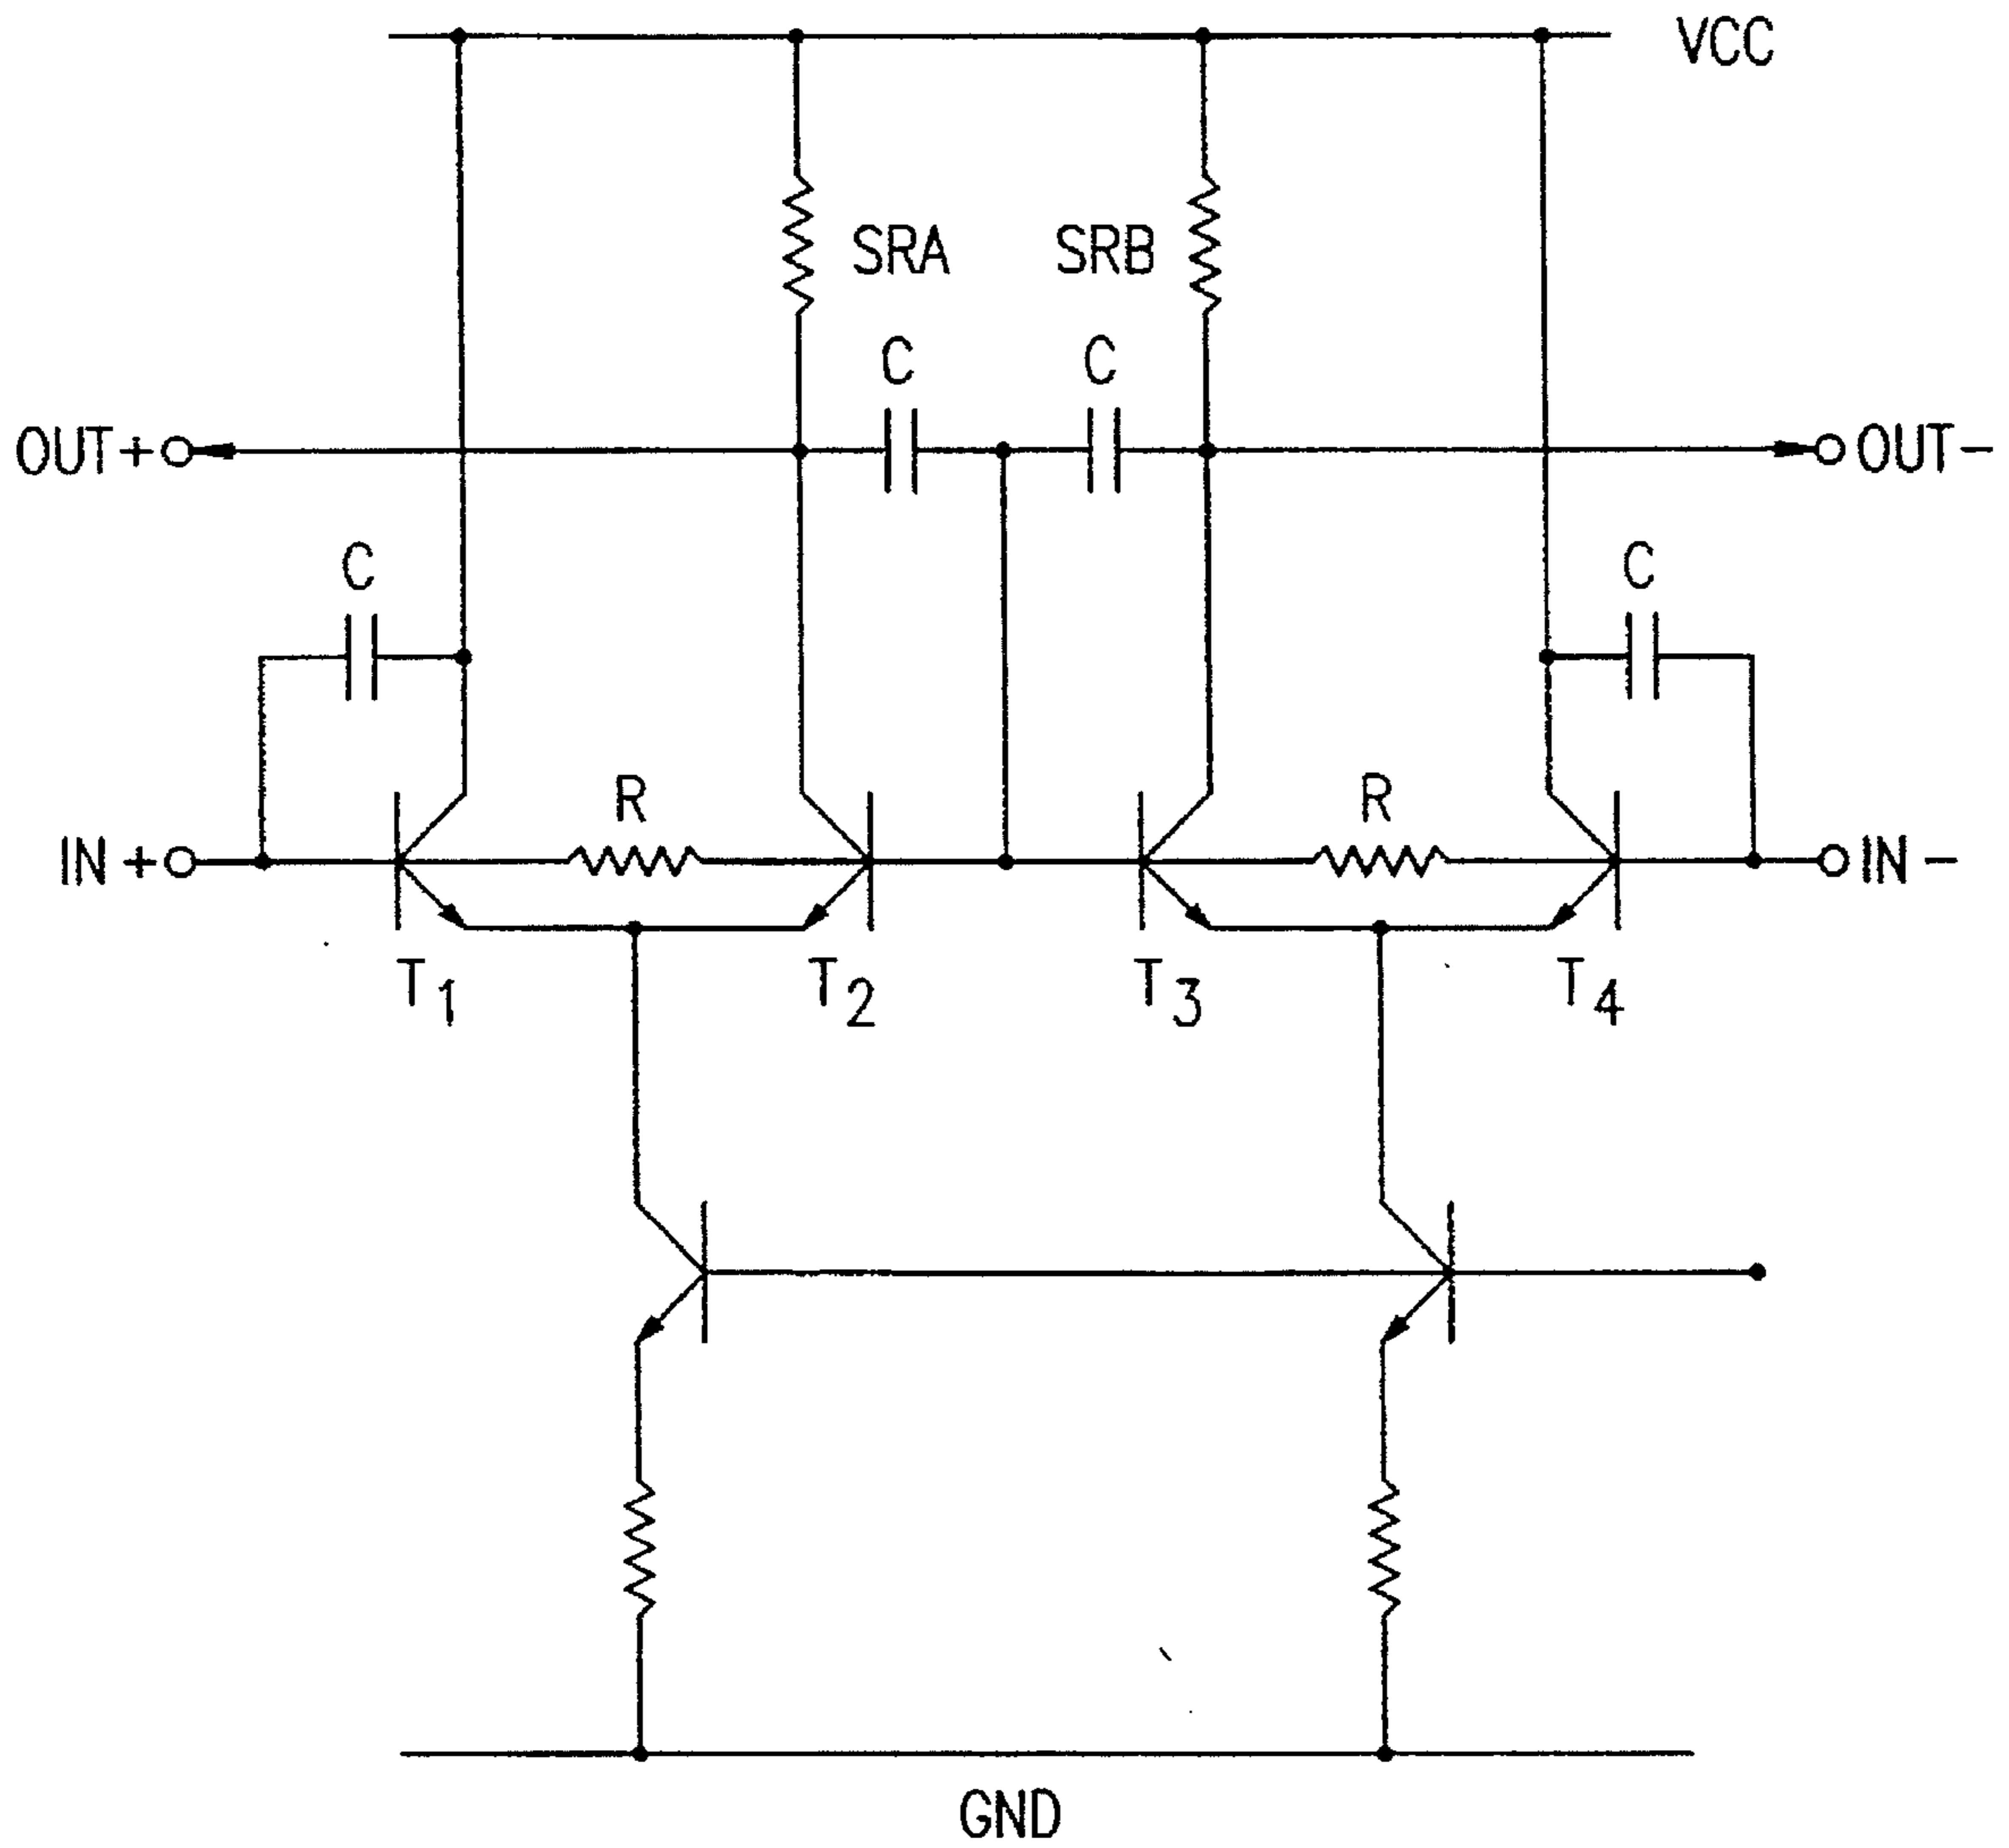 VCC
SRA SRB
C C
OUT+ OUT-
C C
R R
IN + IN -
T1 T2 T3 T4
GND